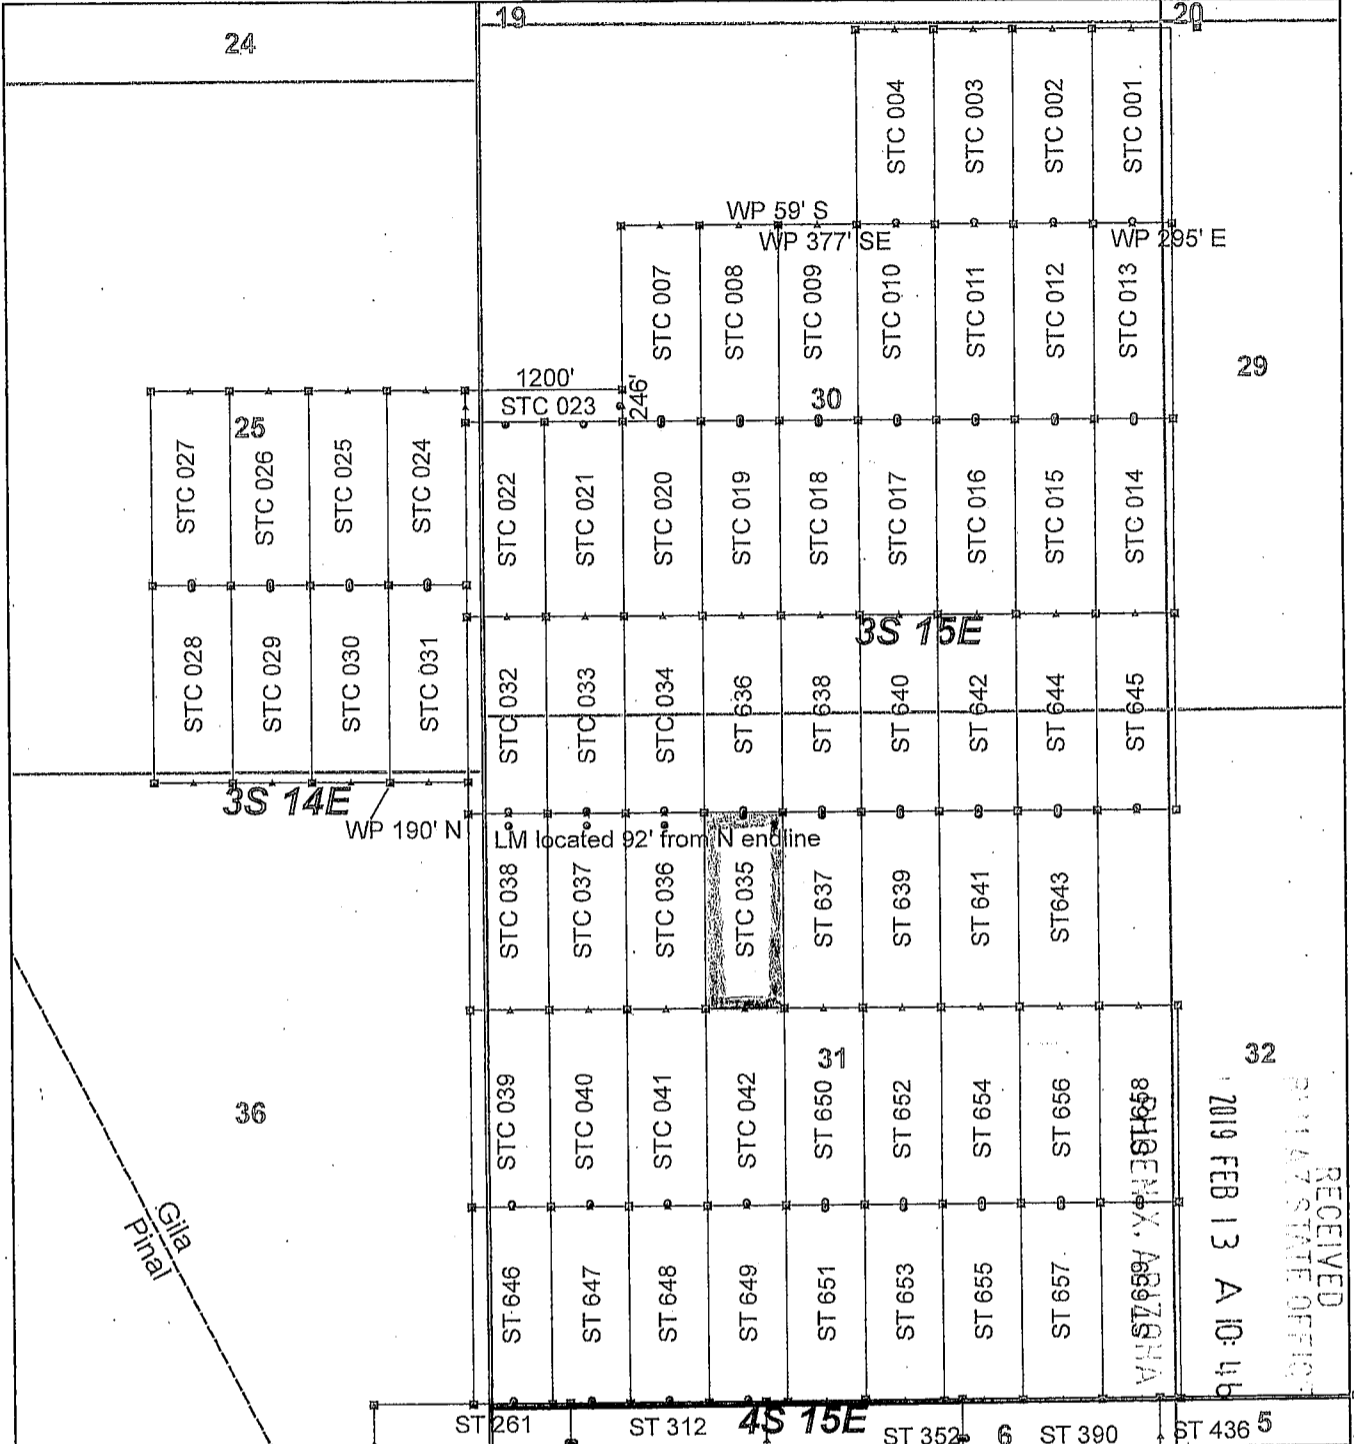 19
20
24
STC 004
STC 003
STC 002
STC 001
WP 59' S
WP 377' SE
WP 295' E
STC 007
STC 008
STC 009
STC 010
STC 011
STC 012
STC 013
29
1200'
STC 023
246'
30
25
STC 027
STC 026
STC 025
STC 024
STC 022
STC 021
STC 020
STC 019
STC 018
STC 017
STC 016
STC 015
STC 014
3S 15E
STC 028
STC 029
STC 030
STC 031
STC 032
STC 033
STC 034
ST 636
ST 638
ST 640
ST 642
ST 644
ST 645
3S 14E
WP 190' N
LM located 92' from N endline
STC 038
STC 037
STC 036
STC 035
ST 637
ST 639
ST 641
ST643
31
32
36
STC 039
STC 040
STC 041
STC 042
ST 650
ST 652
ST 654
ST 656
ST 658
Gila
Pinal
ST 646
ST 647
ST 648
ST 649
ST 651
ST 653
ST 655
ST 657
ST 659
RECEIVED
AZ STATE OFFICE
2019 FEB 13 A 10: 46
PHOENIX, ARIZONA
ST 261
ST 312
4S 15E
ST 352
6
ST 390
ST 436
5